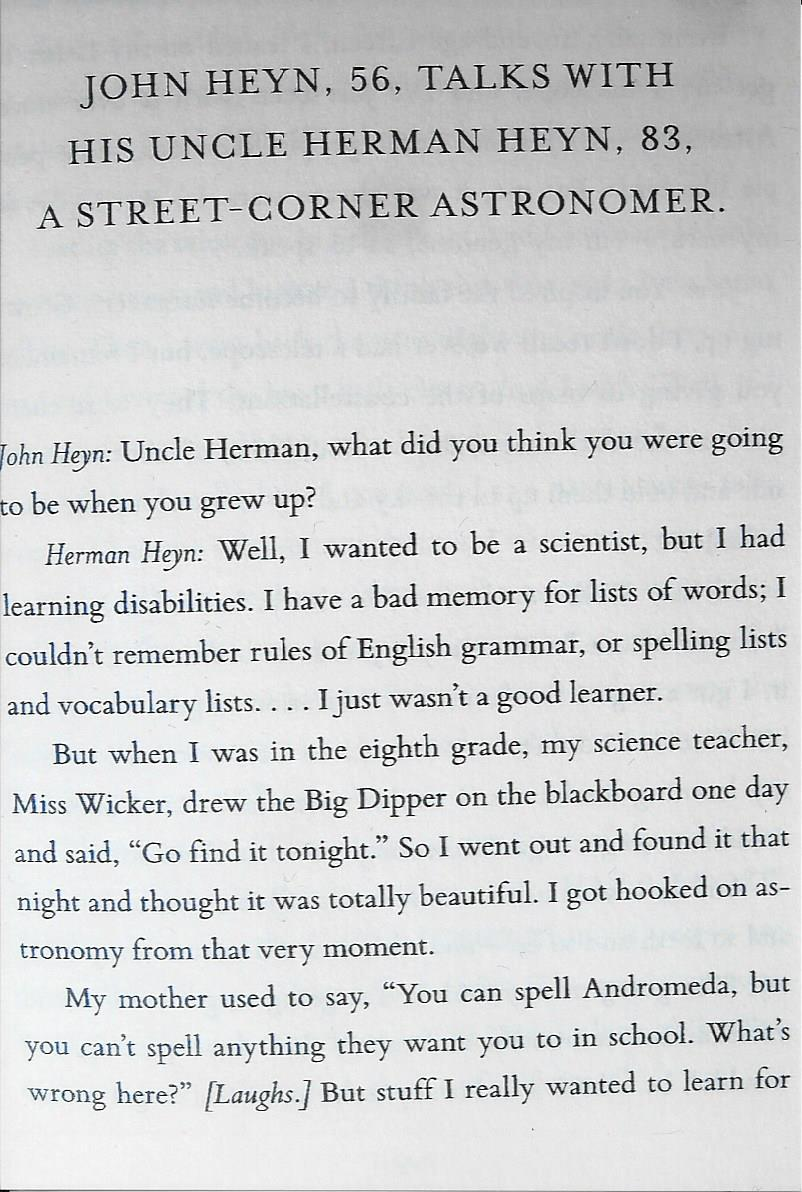 JOHN HEYN, 56, TALKS WITH
HIS UNCLE HERMAN HEYN, 83,
A STREET-CORNER ASTRONOMER.
John Heyn: Uncle Herman, what did you think you were going
to be when you grew up?
Herman Heyn: Well, I wanted to be a scientist, but I had
learning disabilities. I have a bad memory for lists of words; I
couldn't remember rules of English grammar, or spelling lists
and vocabulary lists. . . . I just wasn't a good learner.
But when I was in the eighth grade, my science teacher,
Miss Wicker, drew the Big Dipper on the blackboard one day
and said, “Go find it tonight.” So I went out and found it that
night and thought it was totally beautiful. I got hooked on as-
tronomy from that very moment.
My mother used to say, “You can spell Andromeda, but
you can't spell anything they want you to in school. What's
wrong here?” [Laughs.] But stuff I really wanted to learn for